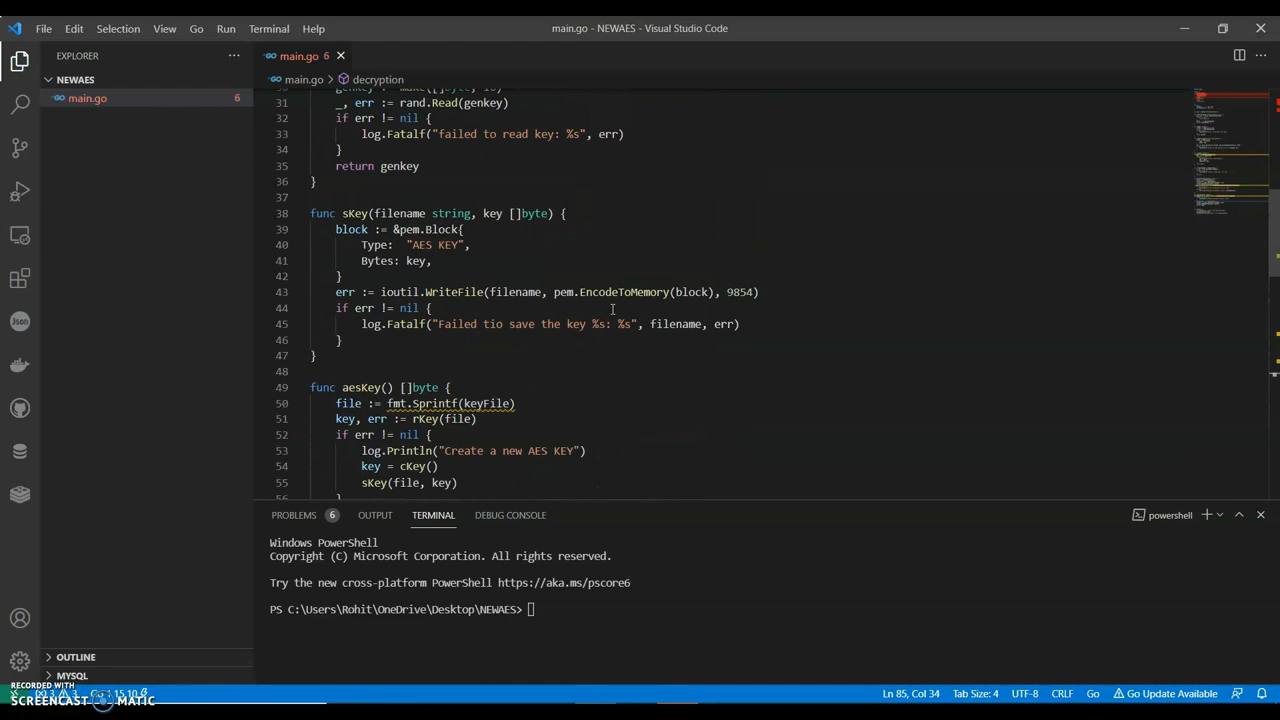 File Edit Selection View Go Run Terminal Help main.go - NEWAES - Visual Studio Code
EXPLORER
main.go 6
NEWAES
main.go > decryption
main.go 6
31 _, err := rand.Read(genkey)
32 if err != nil {
33 log.Fatalf("failed to read key: %s", err)
34 }
35 return genkey
36 }
37
38 func sKey(filename string, key []byte) {
39 block := &pem.Block{
40 Type: "AES KEY",
41 Bytes: key,
42 }
43 err := ioutil.WriteFile(filename, pem.EncodeToMemory(block), 9854)
44 if err != nil {
45 log.Fatalf("Failed tio save the key %s: %s", filename, err)
46 }
47 }
48
49 func aesKey() []byte {
50 file := fmt.Sprintf(keyFile)
51 key, err := rKey(file)
52 if err != nil {
53 log.Println("Create a new AES KEY")
54 key = cKey()
55 sKey(file, key)
56 }
PROBLEMS 6 OUTPUT TERMINAL DEBUG CONSOLE
powershell
Windows PowerShell
Copyright (C) Microsoft Corporation. All rights reserved.
Try the new cross-platform PowerShell https://aka.ms/pscore6
PS C:\Users\Rohit\OneDrive\Desktop\NEWAES>
OUTLINE
MYSQL
RECORDED WITH
SCREENCAST MATIC
Ln 85, Col 34 Tab Size: 4 UTF-8 CRLF Go Go Update Available